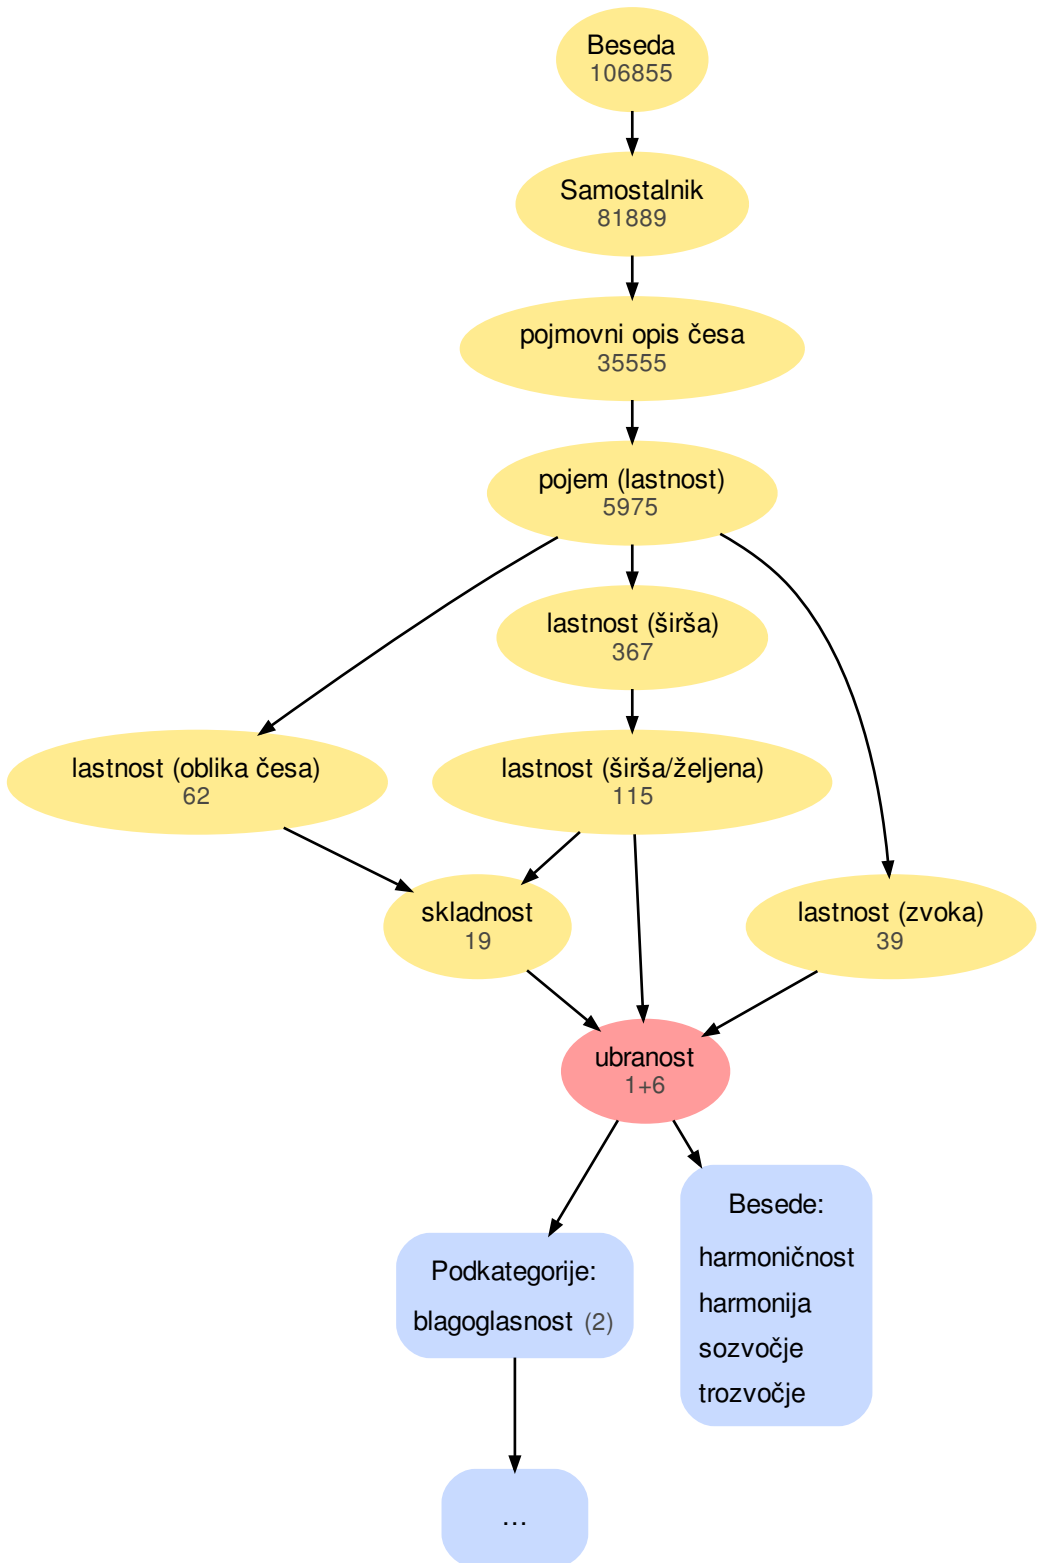 Beseda
106855
Samostalnik
81889
pojmovni opis česa
35555
pojem (lastnost)
5975
lastnost (širša)
367
lastnost (oblika česa)
62
lastnost (širša/željena)
115
skladnost
19
lastnost (zvoka)
39
ubranost
1+6
Podkategorije:
blagoglasnost (2)
Besede:
harmoničnost
harmonija
sozvočje
trozvočje
...